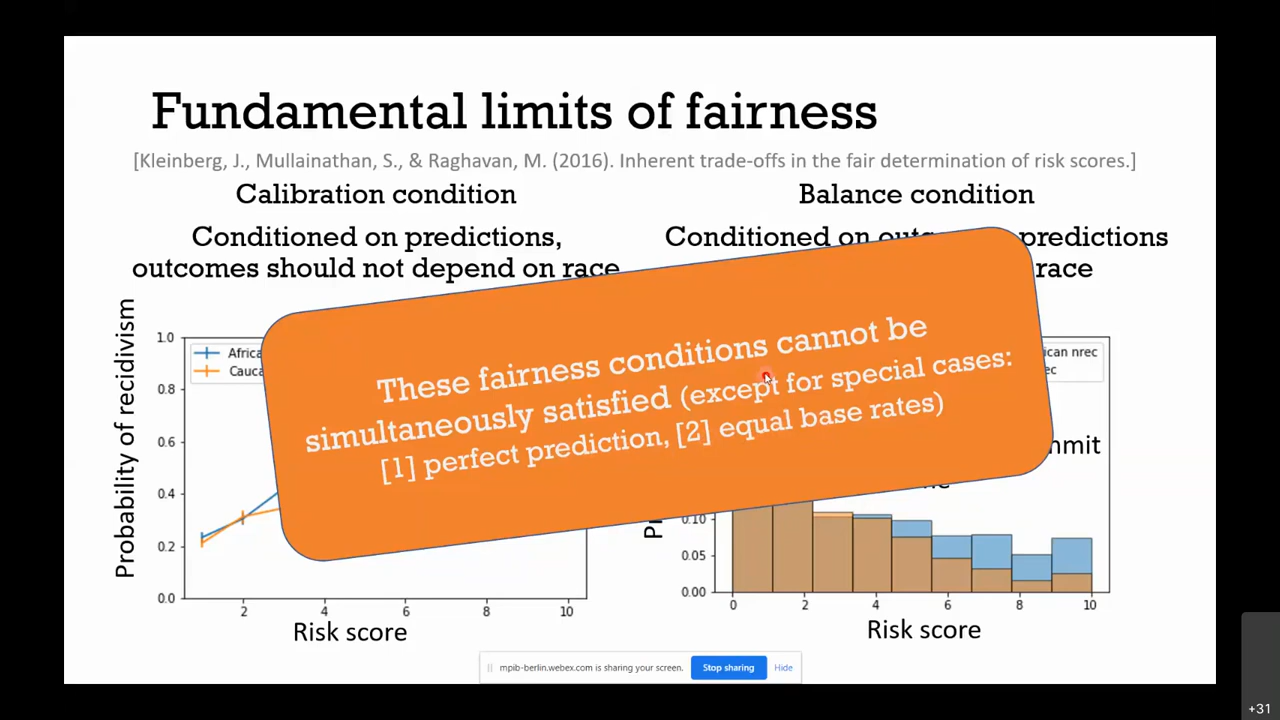 Fundamental limits of fairness
[Kleinberg, J., Mullainathan, S., & Raghavan, M. (2016). Inherent trade-offs in the fair determination of risk scores.]
Calibration condition
Conditioned on predictions,
outcomes should not depend on race
Balance condition
Conditioned on predictions
race
These fairness conditions cannot be
simultaneously satisfied (except for special cases:
[1] perfect prediction, [2] equal base rates)
Probability of recidivism
1.0
0.8
0.6
0.4
0.2
0.0
2
4
6
8
10
Risk score
nrec
0.10
0.05
0.00
0
2
4
6
8
10
Risk score
mpib-berlin.webex.com is sharing your screen.
Stop sharing
Hide
+31